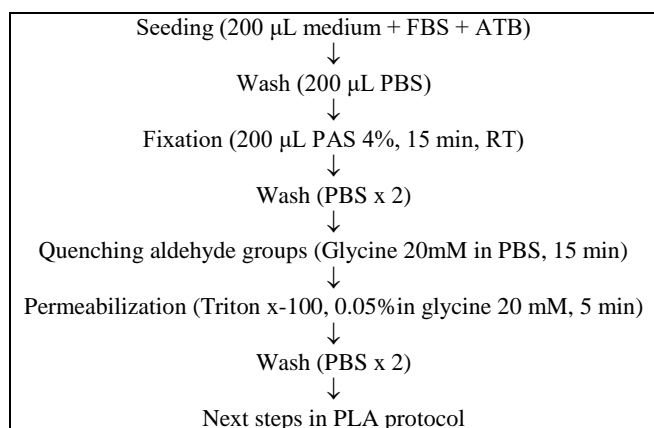 Seeding (200 μL medium + FBS + ATB)
↓
Wash (200 μL PBS)
↓
Fixation (200 μL PAS 4%, 15 min, RT)
↓
Wash (PBS x 2)
↓
Quenching aldehyde groups (Glycine 20mM in PBS, 15 min)
↓
Permeabilization (Triton x-100, 0.05%in glycine 20 mM, 5 min)
↓
Wash (PBS x 2)
↓
Next steps in PLA protocol